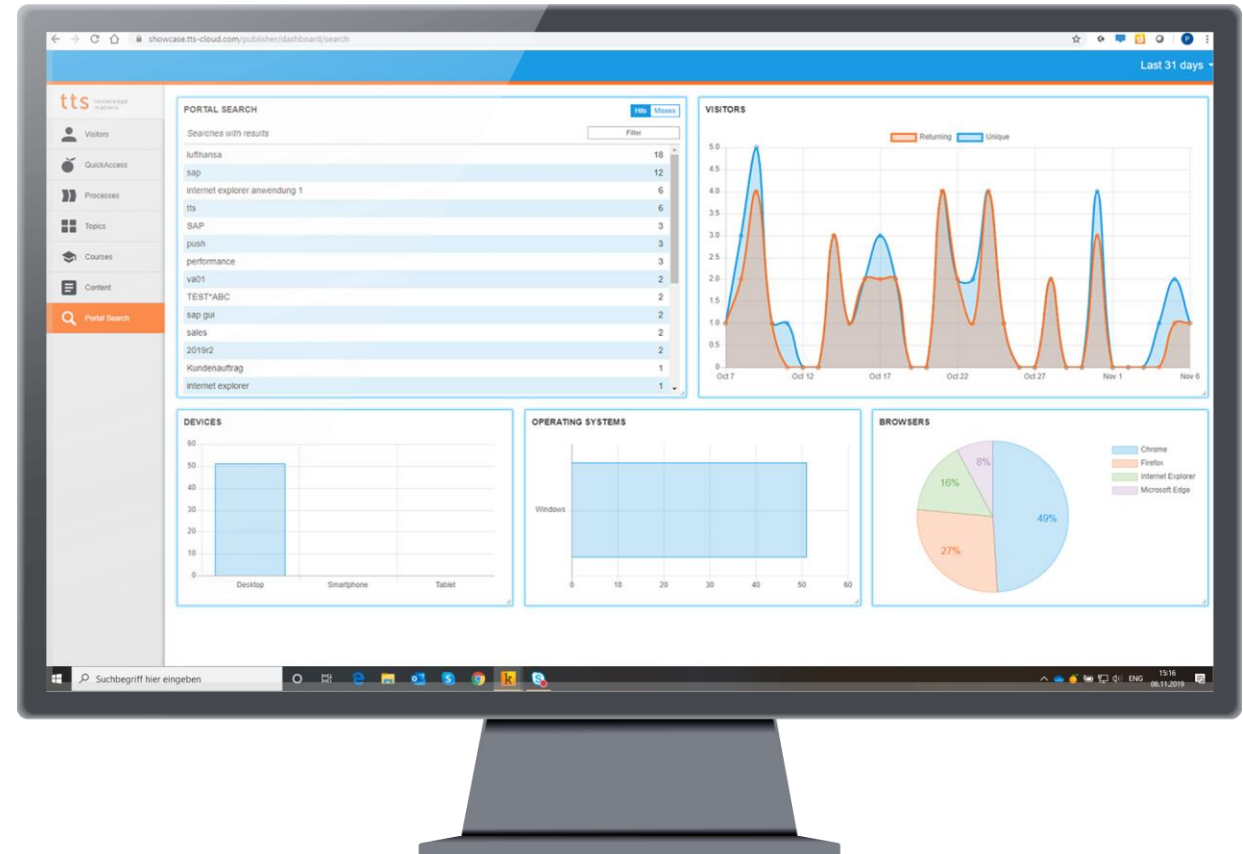 showcase.tts-cloud.com/publisher/dashboard/search
Last 31 days
tts knowledge matters
Visitors
QuickAccess
Processes
Topics
Courses
Content
Portal Search
PORTAL SEARCH
Hits Misses
Searches with results
Filter
lufthansa 18
sap 12
internet explorer anwendung 1 6
tts 6
SAP 3
push 3
performance 3
va01 2
TEST*ABC 2
sap gui 2
sales 2
2019r2 2
Kundenauftrag 1
internet explorer 1
VISITORS
Returning Unique
5.0
4.5
4.0
3.5
3.0
2.5
2.0
1.5
1.0
0.5
0
Oct 7 Oct 12 Oct 17 Oct 22 Oct 27 Nov 1 Nov 6
DEVICES
60
50
40
30
20
10
0
Desktop Smartphone Tablet
OPERATING SYSTEMS
Windows
0 10 20 30 40 50 60
BROWSERS
Chrome
Firefox
Internet Explorer
Microsoft Edge
8%
16%
49%
27%
Suchbegriff hier eingeben
ENG
15:16
06.11.2019